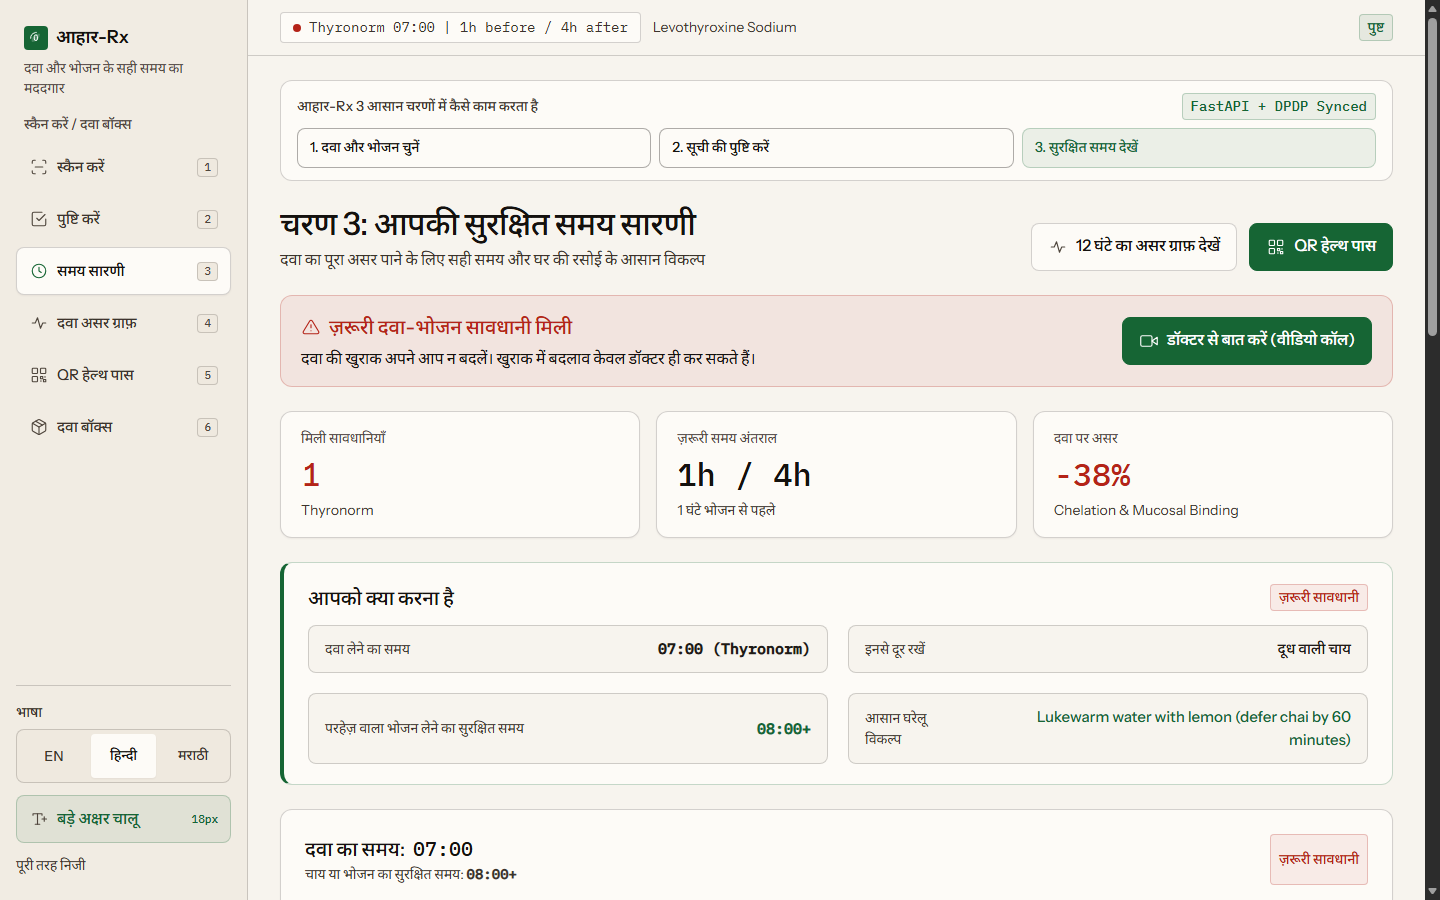 आहार-Rx
दवा और भोजन के सही समय का
मददगार
स्कैन करें / दवा बॉक्स
स्कैन करें 1
पुष्टि करें 2
समय सारणी 3
दवा असर ग्राफ़ 4
QR हेल्थ पास 5
दवा बॉक्स 6
भाषा
EN हिन्दी मराठी
बड़े अक्षर चालू 18px
पूरी तरह निजी
Thyronorm 07:00 | 1h before / 4h after Levothyroxine Sodium पुष्ट
आहार-Rx 3 आसान चरणों में कैसे काम करता है FastAPI + DPDP Synced
1. दवा और भोजन चुनें 2. सूची की पुष्टि करें 3. सुरक्षित समय देखें
चरण 3: आपकी सुरक्षित समय सारणी
दवा का पूरा असर पाने के लिए सही समय और घर की रसोई के आसान विकल्प
12 घंटे का असर ग्राफ़ देखें QR हेल्थ पास
ज़रूरी दवा-भोजन सावधानी मिली
दवा की खुराक अपने आप न बदलें। खुराक में बदलाव केवल डॉक्टर ही कर सकते हैं।
डॉक्टर से बात करें (वीडियो कॉल)
मिली सावधानियाँ
1
Thyronorm
ज़रूरी समय अंतराल
1h / 4h
1 घंटे भोजन से पहले
दवा पर असर
-38%
Chelation & Mucosal Binding
आपको क्या करना है ज़रूरी सावधानी
दवा लेने का समय 07:00 (Thyronorm)
इनसे दूर रखें दूध वाली चाय
परहेज़ वाला भोजन लेने का सुरक्षित समय 08:00+
आसान घरेलू
विकल्प
Lukewarm water with lemon (defer chai by 60
minutes)
दवा का समय: 07:00
चाय या भोजन का सुरक्षित समय: 08:00+
ज़रूरी सावधानी